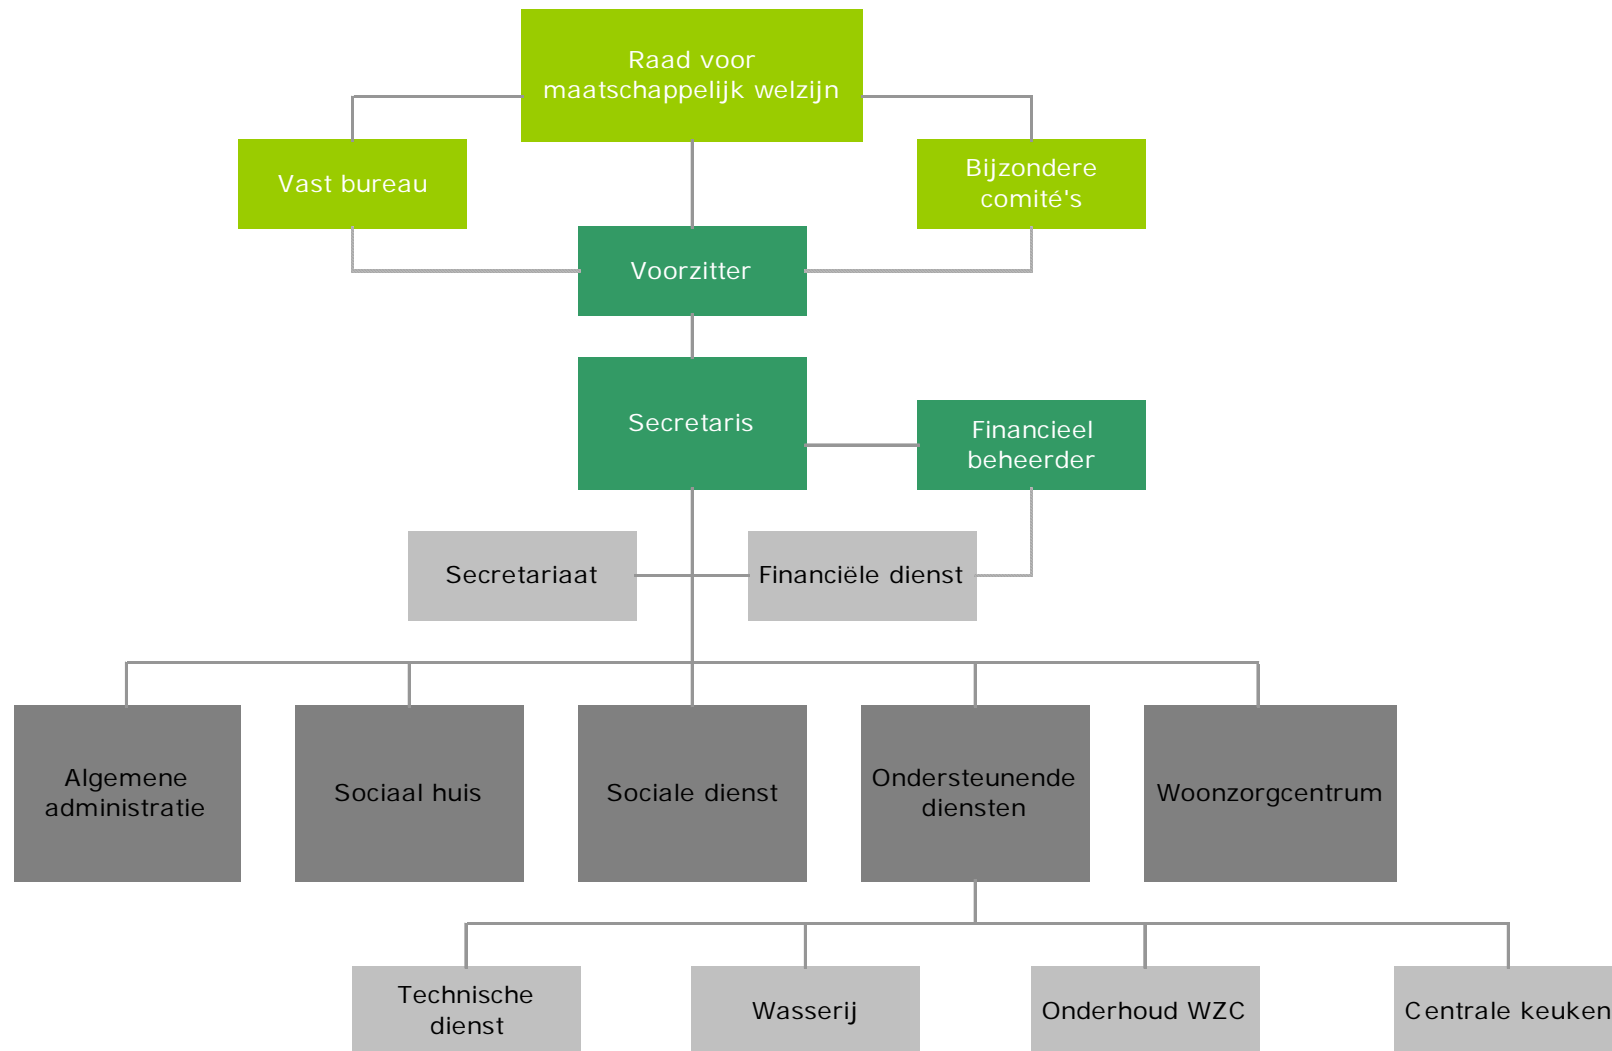 Raad voor
maatschappelijk welzijn
Vast bureau
Bijzondere
comité's
Voorzitter
Secretaris
Financieel
beheerder
Secretariaat
Financiële dienst
Algemene
administratie
Sociaal huis
Sociale dienst
Ondersteunende
diensten
Woonzorgcentrum
Technische
dienst
Wasserij
Onderhoud WZC
Centrale keuken